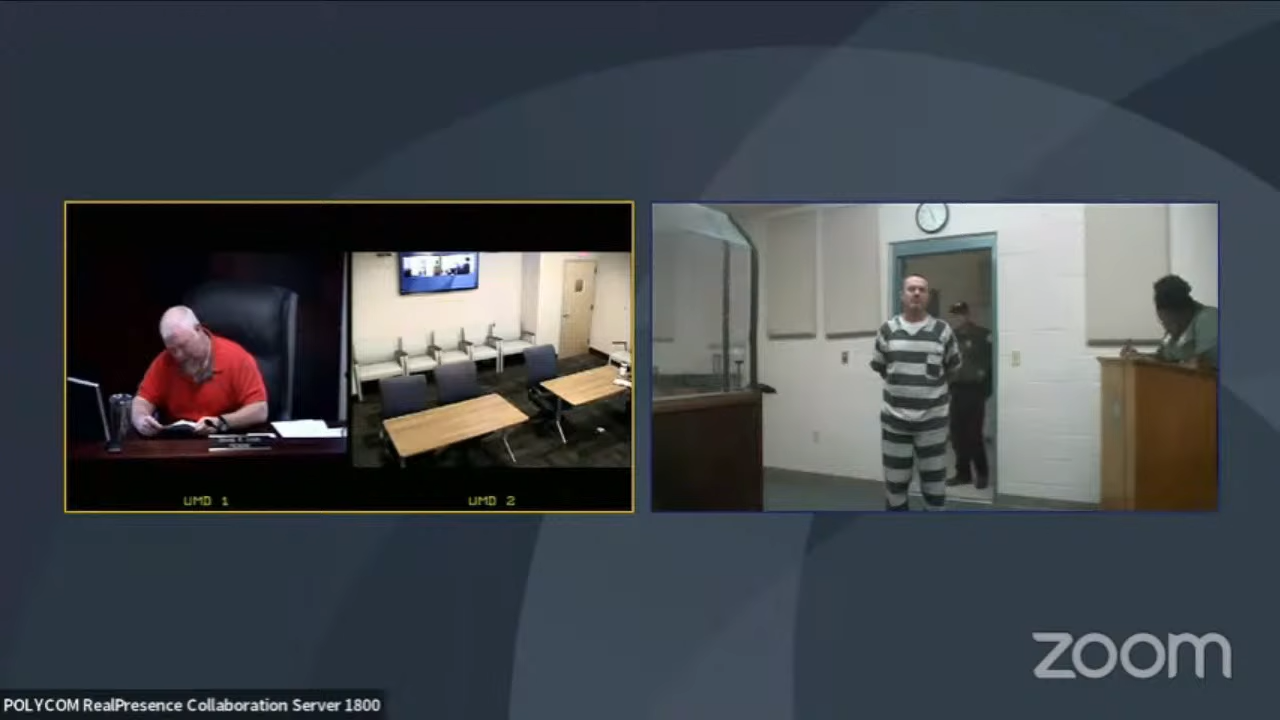 UMD 1
UMD 2
zoom
POLYCOM RealPresence Collaboration Server 1800